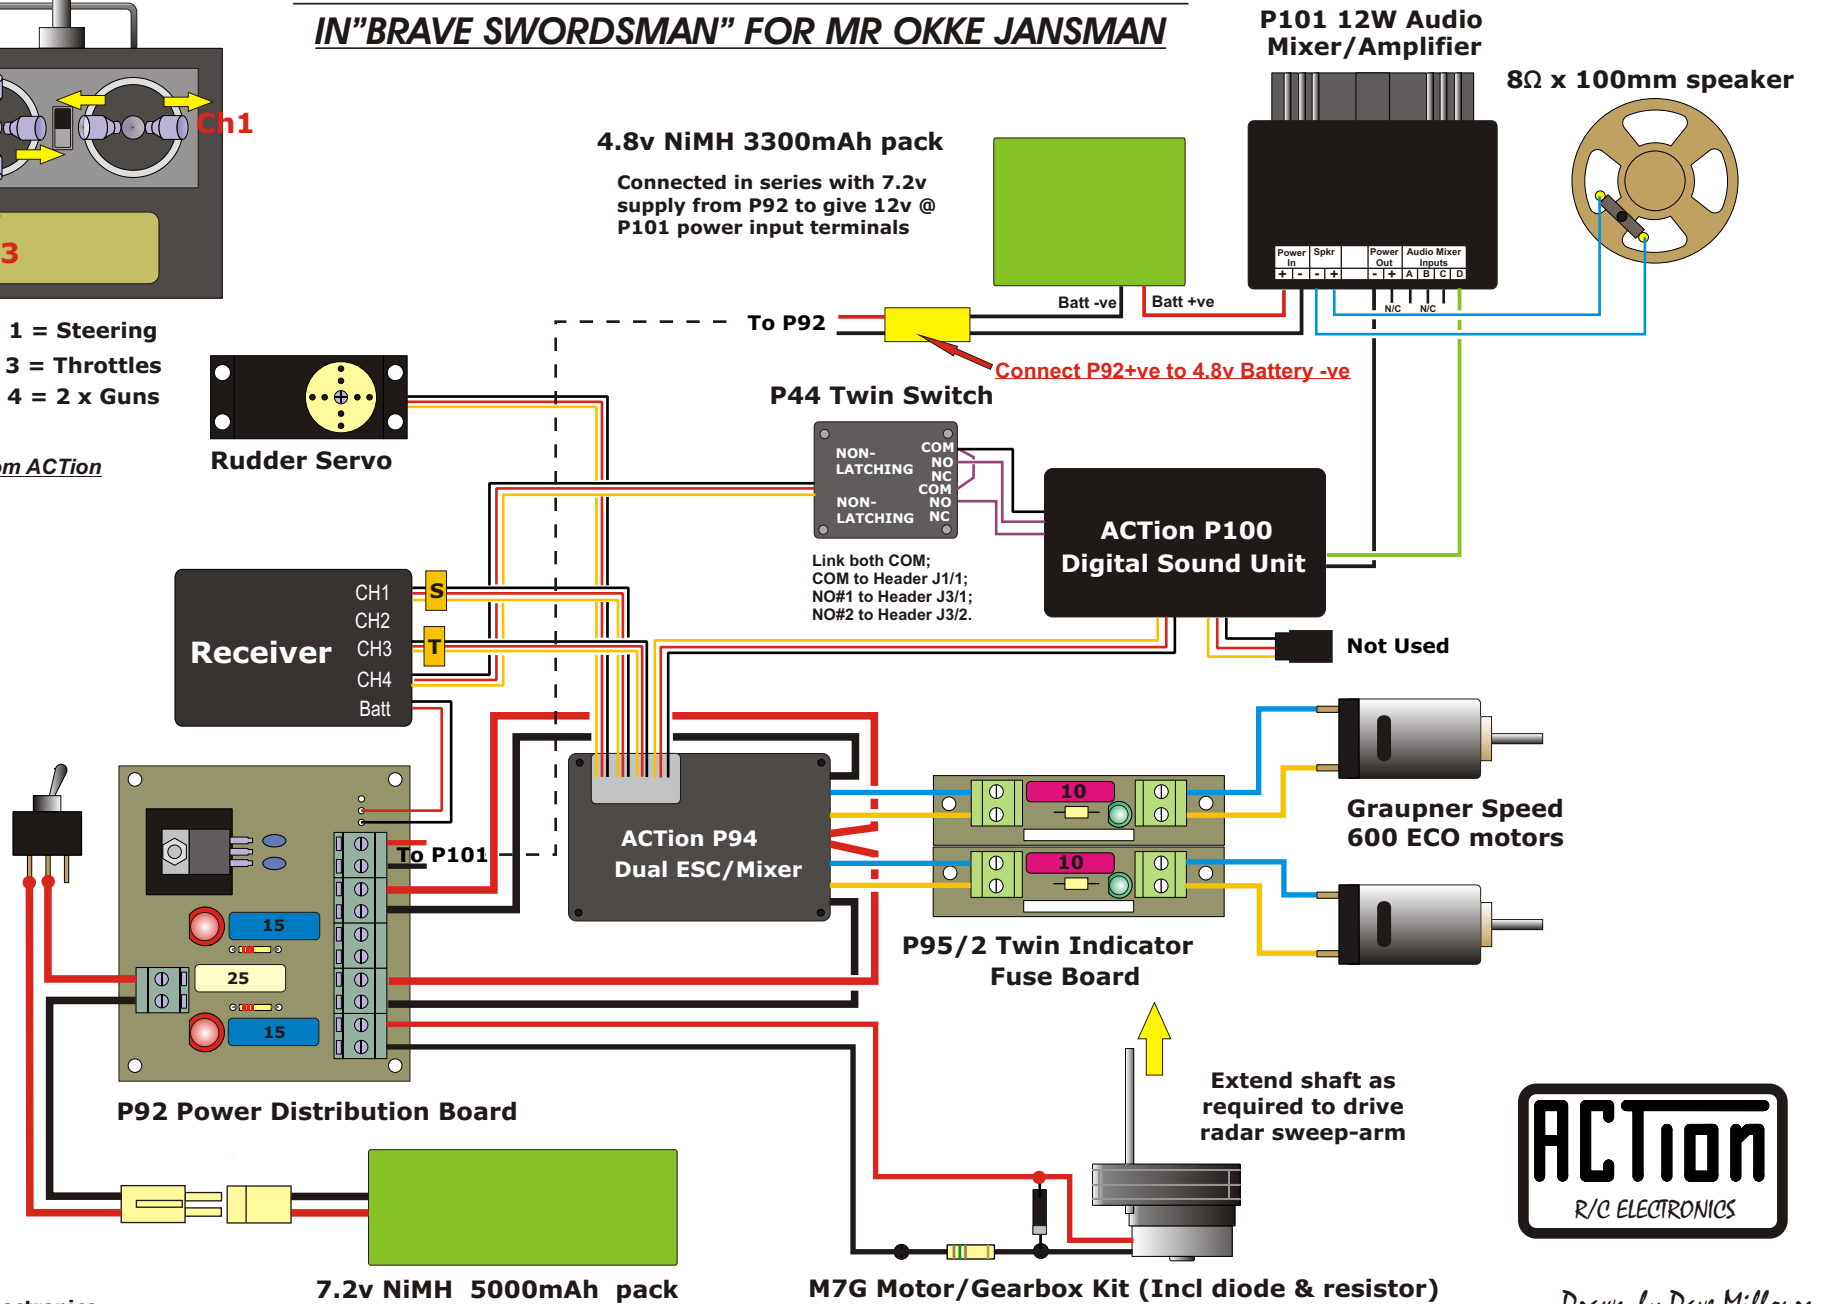 IN"BRAVE SWORDSMAN" FOR MR OKKE JANSMAN
P101 12W Audio
Mixer/Amplifier
8Ω x 100mm speaker
Ch1
3
1 = Steering
3 = Throttles
4 = 2 x Guns
om ACTion
4.8v NiMH 3300mAh pack
Connected in series with 7.2v
supply from P92 to give 12v @
P101 power input terminals
Power In
Spkr
Power Out
Audio Mixer Inputs
+ - - + - + A B C D
N/C N/C
Batt -ve
Batt +ve
To P92
Connect P92+ve to 4.8v Battery -ve
Rudder Servo
P44 Twin Switch
NON-
LATCHING
COM
NO
NC
NON-
LATCHING
COM
NO
NC
Link both COM;
COM to Header J1/1;
NO#1 to Header J3/1;
NO#2 to Header J3/2.
ACTion P100
Digital Sound Unit
Not Used
Receiver
CH1
CH2
CH3
CH4
Batt
S
T
To P101
ACTion P94
Dual ESC/Mixer
10
10
P95/2 Twin Indicator
Fuse Board
Graupner Speed
600 ECO motors
15
25
15
P92 Power Distribution Board
Extend shaft as
required to drive
radar sweep-arm
7.2v NiMH 5000mAh pack
M7G Motor/Gearbox Kit (Incl diode & resistor)
ACTion
R/C ELECTRONICS